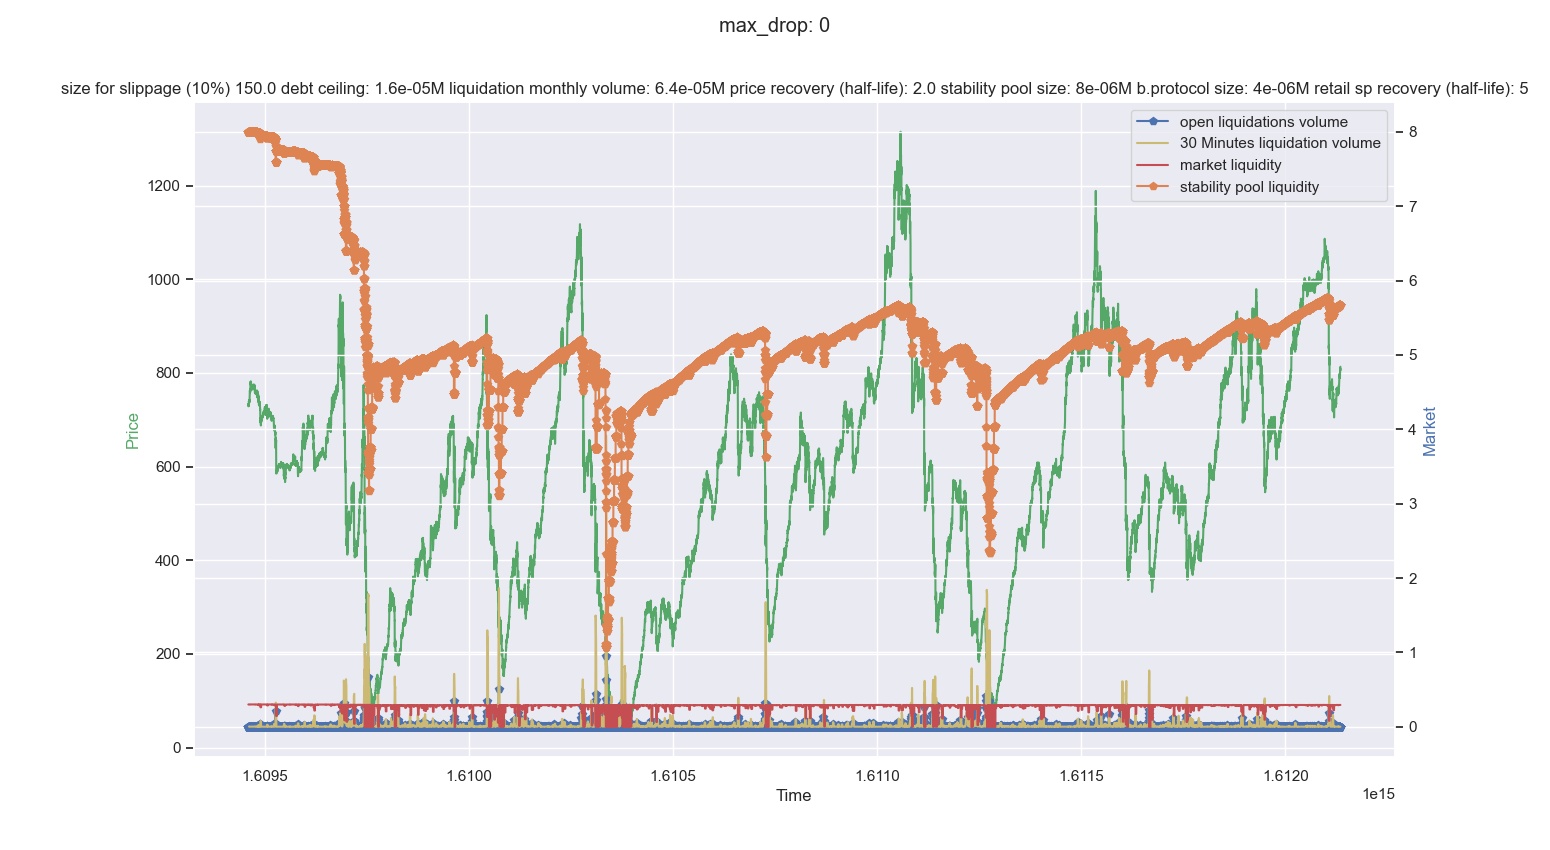 max_drop: 0
size for slippage (10%) 150.0 debt ceiling: 1.6e-05M liquidation monthly volume: 6.4e-05M price recovery (half-life): 2.0 stability pool size: 8e-06M b.protocol size: 4e-06M retail sp recovery (half-life): 5
open liquidations volume
30 Minutes liquidation volume
market liquidity
stability pool liquidity
1200
1000
800
600
400
200
0
Price
8
7
6
5
4
3
2
1
0
Market
1.6095 1.6100 1.6105 1.6110 1.6115 1.6120
1e15
Time